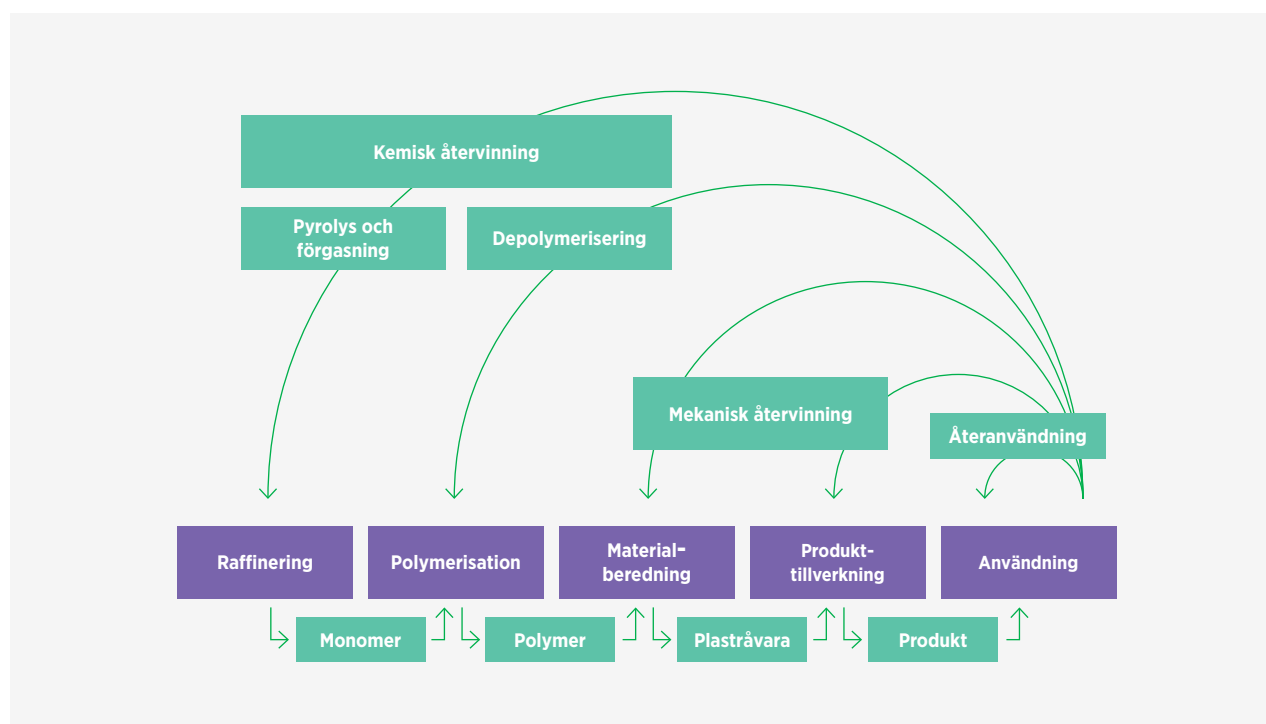 Kemisk återvinning
Pyrolys och
förgasning
Depolymerisering
Mekanisk återvinning
Återanvändning
Raffinering
Polymerisation
Material-
beredning
Produkt-
tillverkning
Användning
Monomer
Polymer
Plastråvara
Produkt